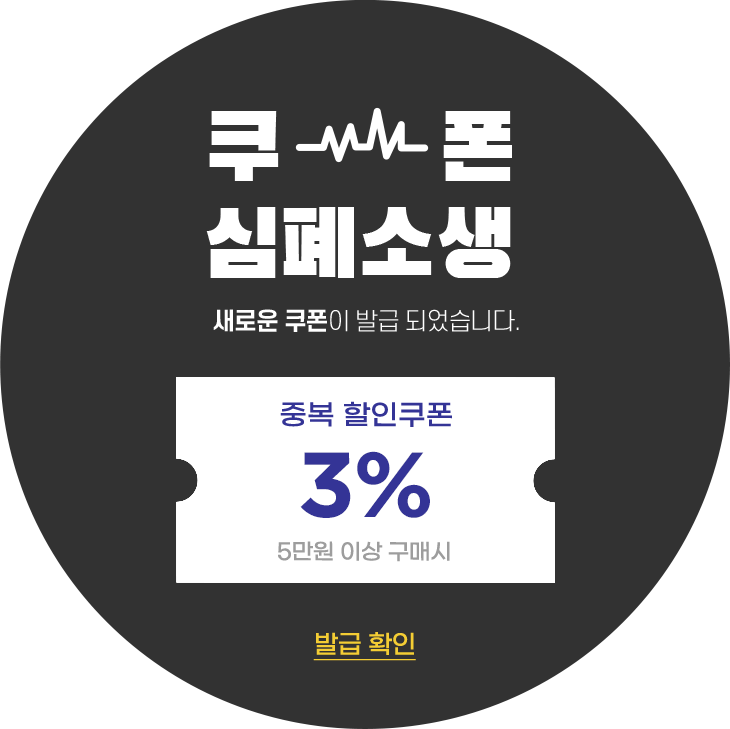 쿠 폰
심폐소생
새로운 쿠폰이 발급 되었습니다.
중복 할인쿠폰
3%
5만원 이상 구매시
발급 확인